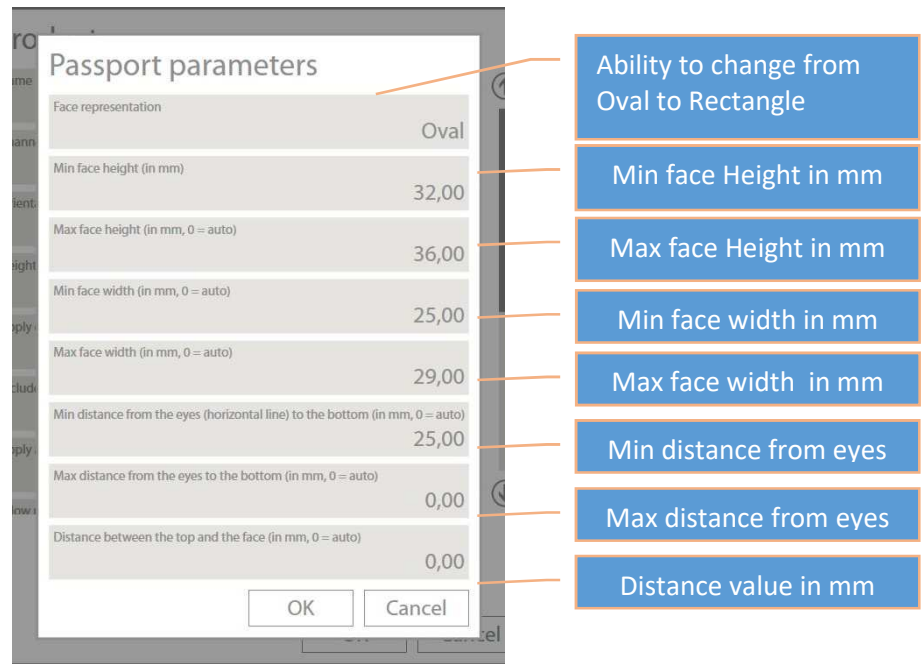 Passport parameters
Face representation
Oval
Min face height (in mm)
32,00
Max face height (in mm, 0 = auto)
36,00
Min face width (in mm, 0 = auto)
25,00
Max face width (in mm, 0 = auto)
29,00
Min distance from the eyes (horizontal line) to the bottom (in mm, 0 = auto)
25,00
Max distance from the eyes to the bottom (in mm, 0 = auto)
0,00
Distance between the top and the face (in mm, 0 = auto)
0,00
OK Cancel
Ability to change from
Oval to Rectangle
Min face Height in mm
Max face Height in mm
Min face width in mm
Max face width in mm
Min distance from eyes
Max distance from eyes
Distance value in mm